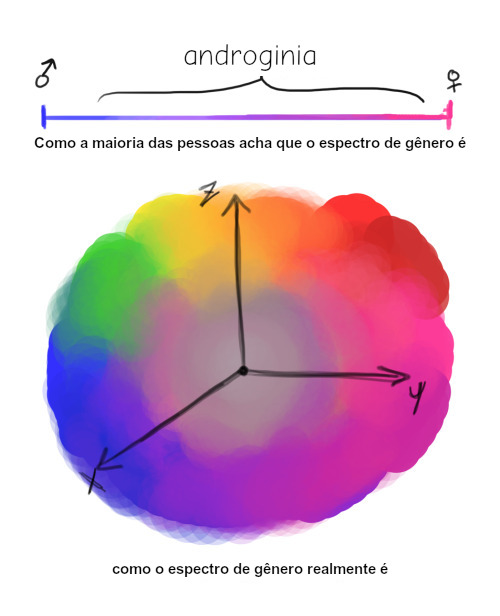 androginia
♂ ♀
Como a maioria das pessoas acha que o espectro de gênero é
z
y
x
como o espectro de gênero realmente é